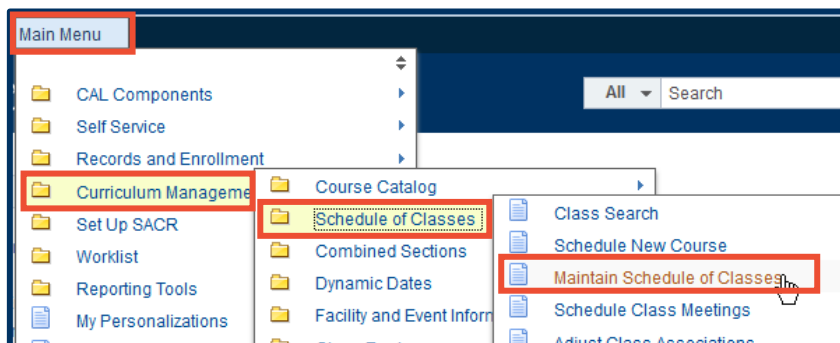 Main Menu
All Search
CAL Components
Self Service
Records and Enrollment
Curriculum Manageme
Set Up SACR
Worklist
Reporting Tools
My Personalizations
Course Catalog
Schedule of Classes
Combined Sections
Dynamic Dates
Facility and Event Inforn
Class Search
Schedule New Course
Maintain Schedule of Classes
Schedule Class Meetings
Adjust Class Associations